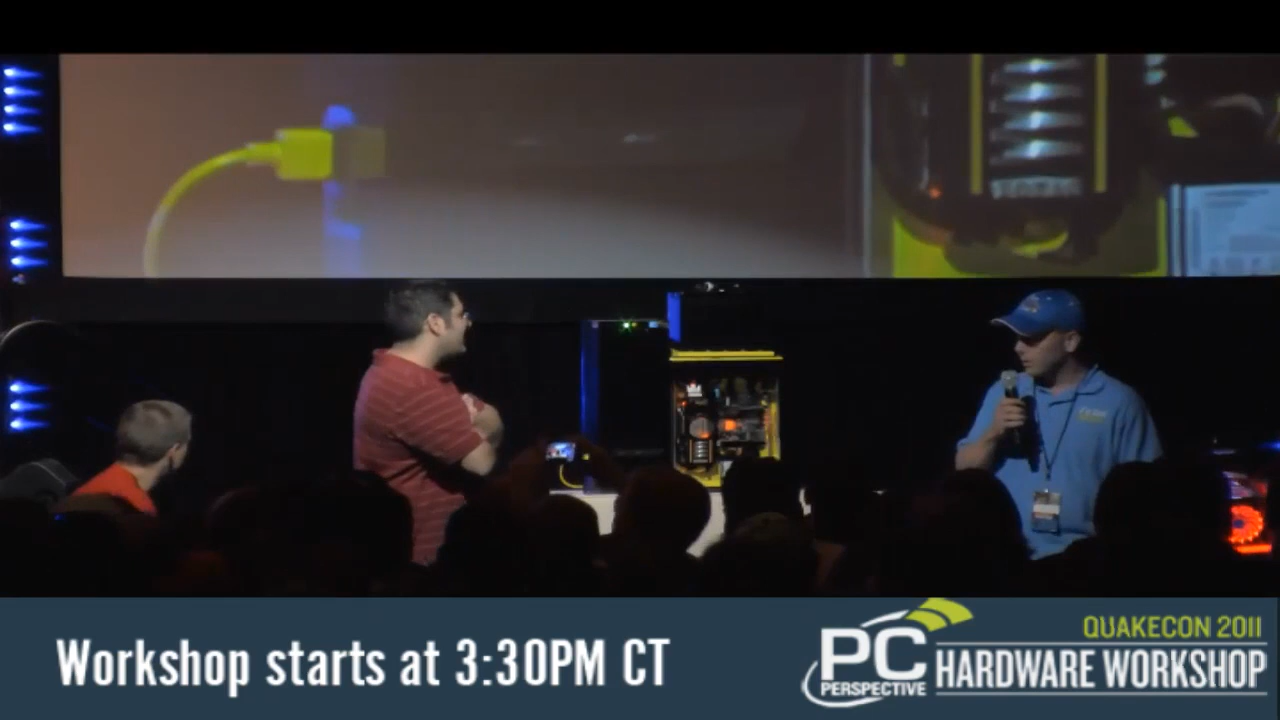 Workshop starts at 3:30PM CT
PC
PERSPECTIVE
QUAKECON 2011
HARDWARE WORKSHOP